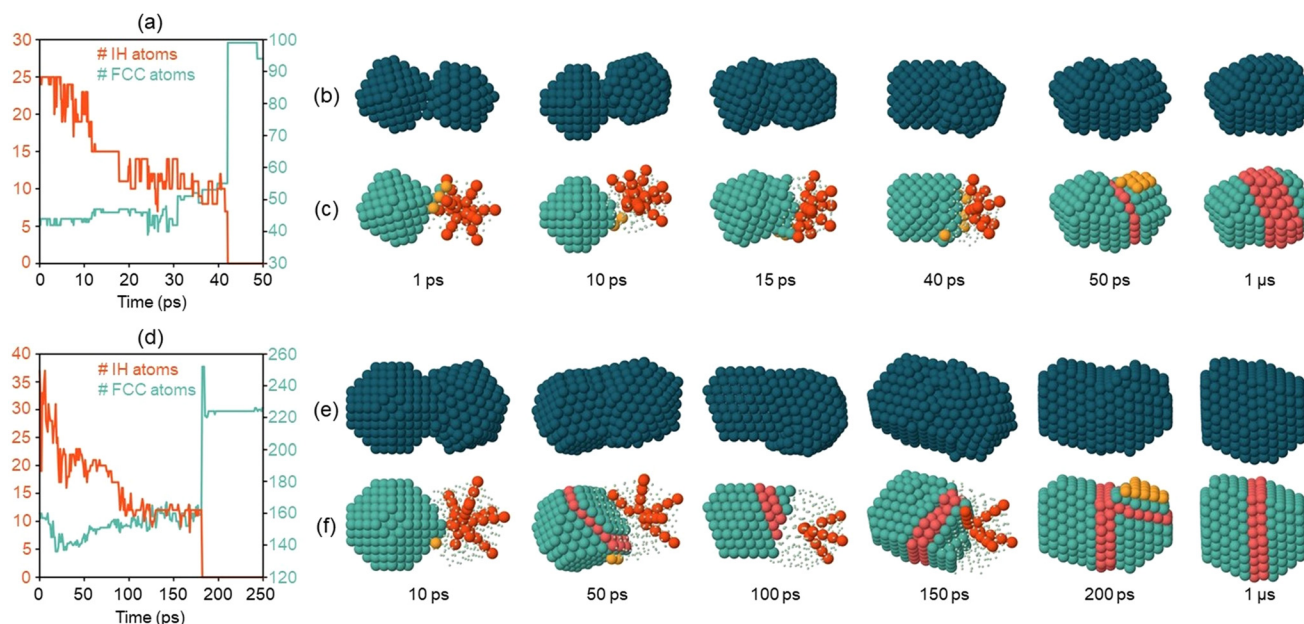 (a)
30
25
20
15
10
5
0
# IH atoms
# FCC atoms
100
90
80
70
60
50
40
30
0 10 20 30 40 50
Time (ps)
(b)
(c)
1 ps 10 ps 15 ps 40 ps 50 ps 1 µs
(d)
40
35
30
25
20
15
10
5
0
# IH atoms
# FCC atoms
260
240
220
200
180
160
140
120
0 50 100 150 200 250
Time (ps)
(e)
(f)
10 ps 50 ps 100 ps 150 ps 200 ps 1 µs